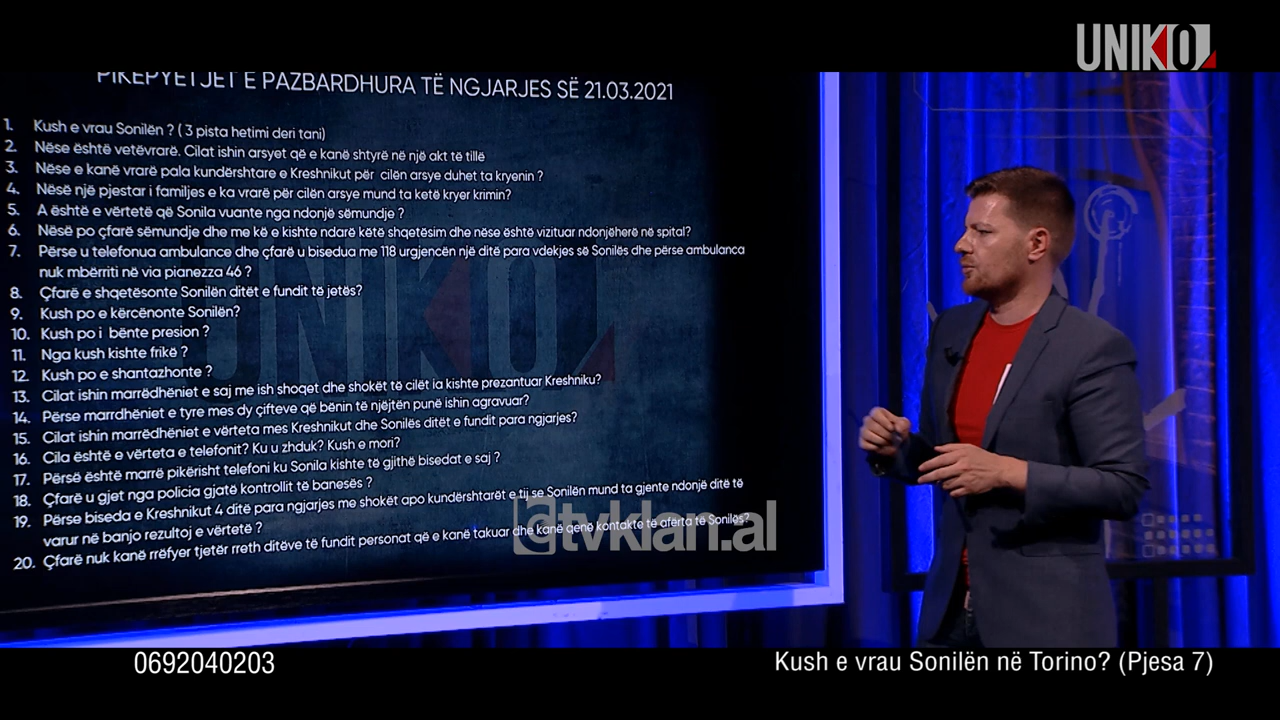 UNIKO
PIKËPYETJET E PAZBARDHURA TË NGJARJES SË 21.03.2021
1. Kush e vrau Sonilën ? ( 3 pista hetimi deri tani)
2. Nëse është vetëvrarë. Cilat ishin arsyet që e kanë shtyrë në një akt të tillë
3. Nëse e kanë vrarë pala kundërshtare e Kreshnikut për cilën arsye duhet ta kryenin ?
4. Nësë një pjestar i familjes e ka vrarë për cilën arsye mund ta ketë kryer krimin?
5. A është e vërtetë që Sonila vuante nga ndonjë sëmundje ?
6. Nësë po çfarë sëmundje dhe me kë e kishte ndarë këtë shqetësim dhe nëse është vizituar ndonjëherë në spital?
7. Përse u telefonua ambulance dhe çfarë u bisedua me 118 urgjencën një ditë para vdekjes së Sonilës dhe përse ambulanca
nuk mbërriti në via pianezza 46 ?
8. Çfarë e shqetësonte Sonilën ditët e fundit të jetës?
9. Kush po e kërcënonte Sonilën?
10. Kush po i bënte presion ?
11. Nga kush kishte frikë ?
12. Kush po e shantazhonte ?
13. Cilat ishin marrëdhëniet e saj me ish shoqet dhe shokët të cilët ia kishte prezantuar Kreshniku?
14. Përse marrdhëniet e tyre mes dy çifteve që bënin të njëjtën punë ishin agravuar?
15. Cilat ishin marrëdhëniet e vërteta mes Kreshnikut dhe Sonilës ditët e fundit para ngjarjes?
16. Cila është e vërteta e telefonit? Ku u zhduk? Kush e mori?
17. Përsë është marrë pikërisht telefoni ku Sonila kishte të gjithë bisedat e saj ?
18. Çfarë u gjet nga policia gjatë kontrollit të banesës ?
19. Përse biseda e Kreshnikut 4 ditë para ngjarjes me shokët apo kundërshtarët e tij se Sonilën mund ta gjente ndonjë ditë të
varur në banjo rezultoj e vërtetë ?
20. Çfarë nuk kanë rrëfyer tjetër rreth ditëve të fundit personat që e kanë takuar dhe kanë qenë kontakte të afërta të Sonilës?
tvklan.al
0692040203
Kush e vrau Sonilën në Torino? (Pjesa 7)